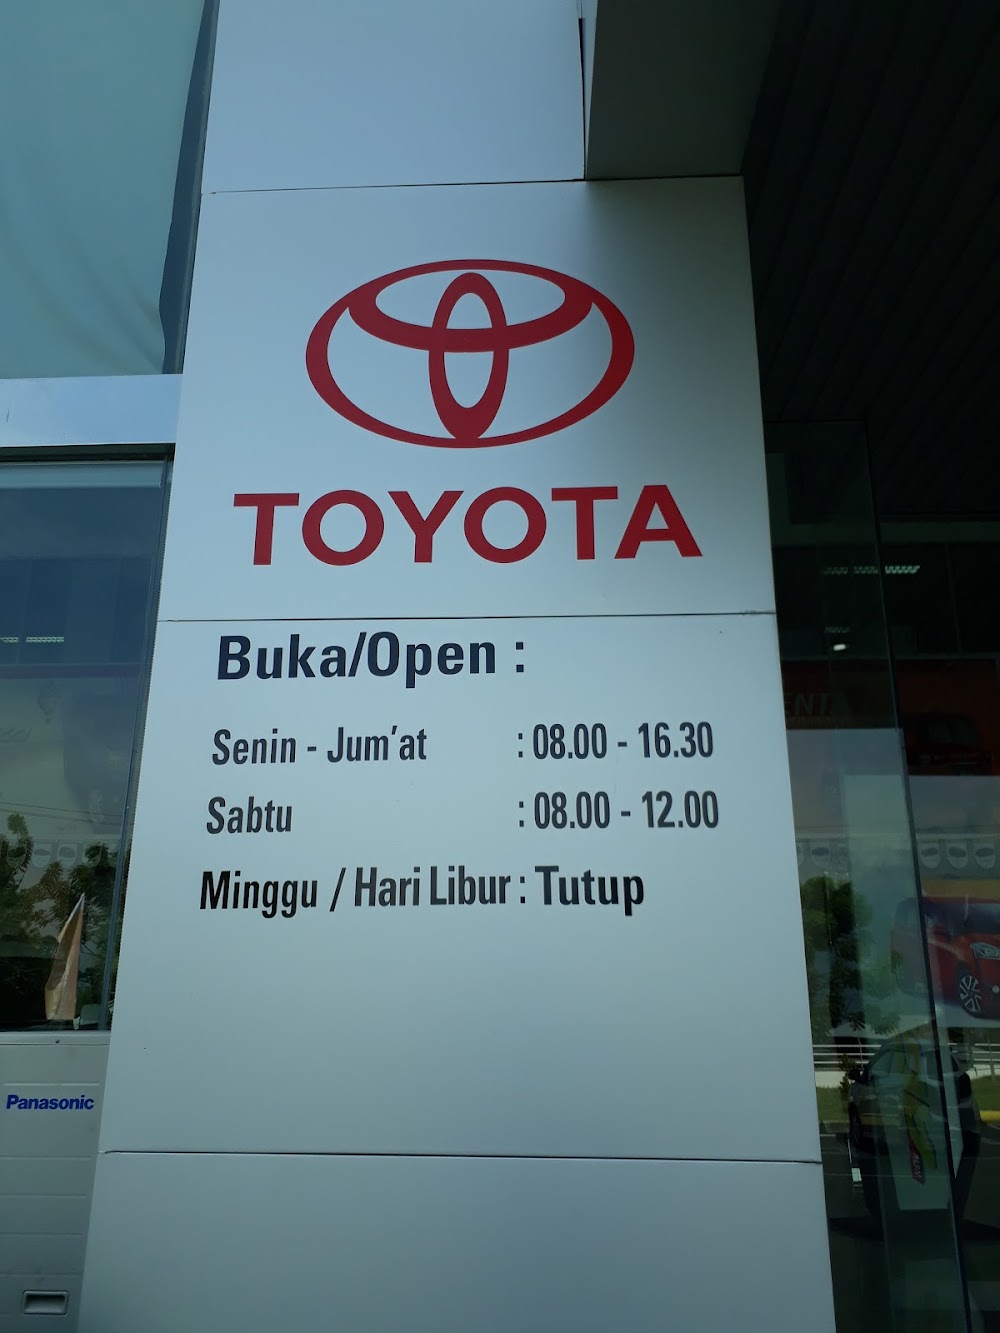 TOYOTA
Buka/Open :
Senin - Jum'at : 08.00 - 16.30
Sabtu : 08.00 - 12.00
Minggu / Hari Libur : Tutup
Panasonic